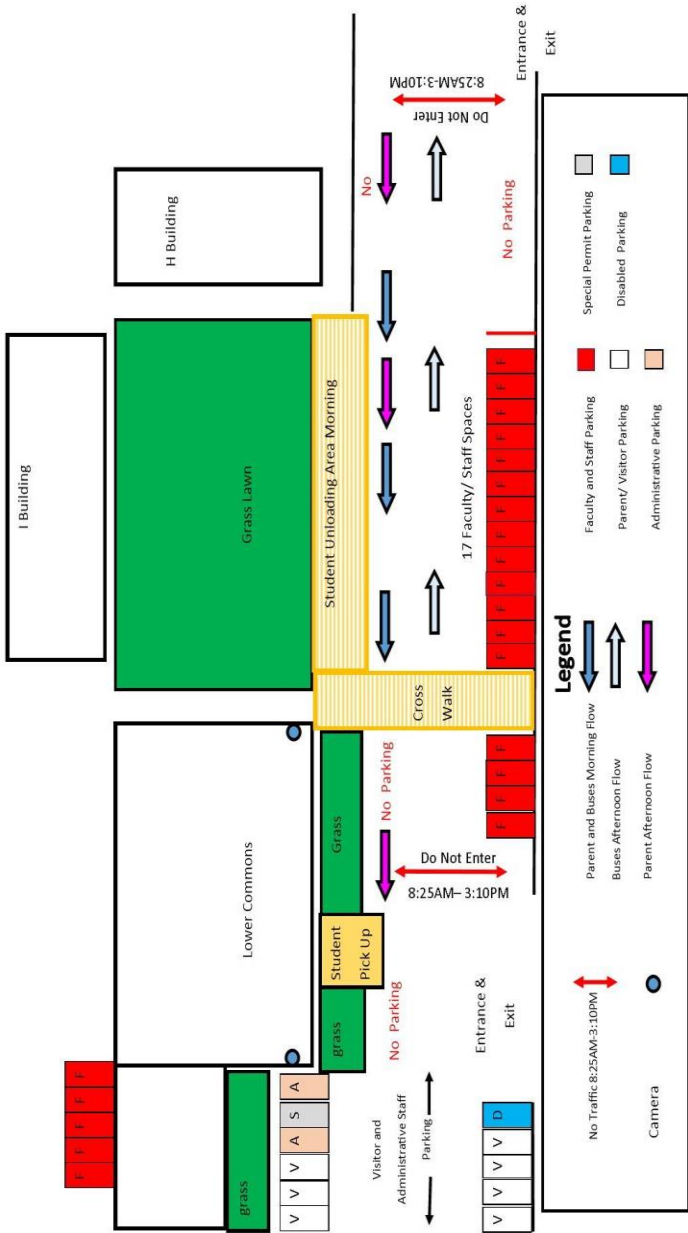 I Building
H Building
F F F F F
Lower Commons
Grass Lawn
grass
Student Unloading Area Morning
A S A V V V
grass
Student
Pick Up
Grass
No Parking
No Parking
No
Cross
Walk
Visitor and
Administrative Staff
Parking
8:25AM– 3:10PM
Do Not Enter
17 Faculty/ Staff Spaces
Do Not Enter
8:25AM-3:10PM
No Parking
Entrance &
Exit
Entrance &
Exit
V V V V D
F F F F
F F F F F F F F F F F F F
Legend
No Traffic 8:25AM-3:10PM
Camera
Parent and Buses Morning Flow
Buses Afternoon Flow
Parent Afternoon Flow
Faculty and Staff Parking
Parent/ Visitor Parking
Administrative Parking
Special Permit Parking
Disabled Parking